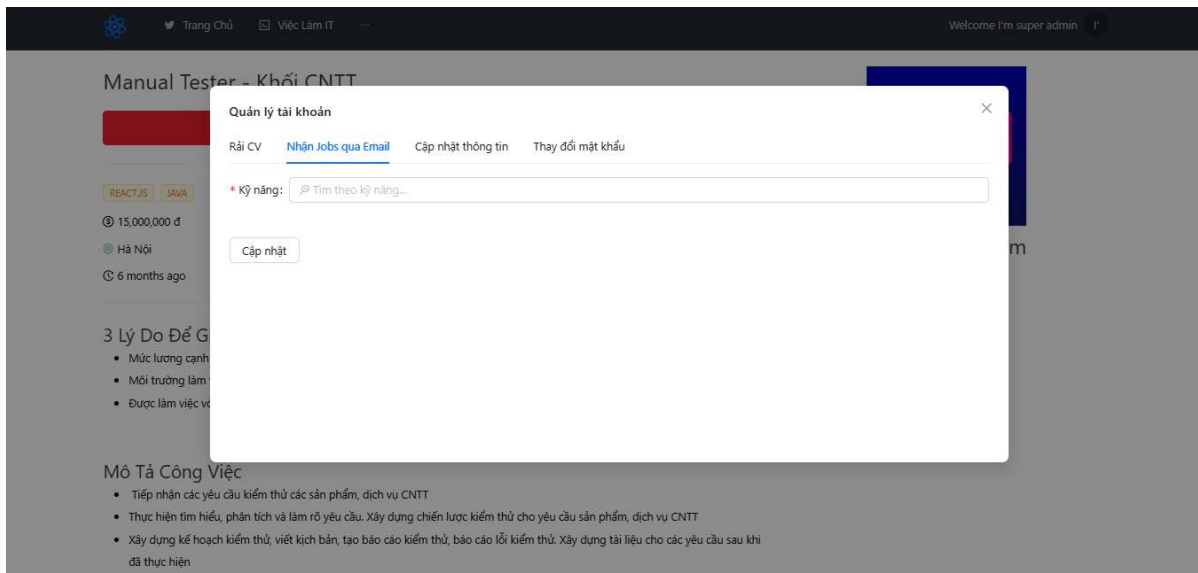 Trang Chủ Việc Làm IT ... Welcome I'm super admin I'
Manual Tester - Khối CNTT
Quản lý tài khoản
Rải CV Nhận Jobs qua Email Cập nhật thông tin Thay đổi mật khẩu
REACT.JS JAVA
* Kỹ năng: Tìm theo kỹ năng...
15,000,000 đ
Hà Nội
m
Cập nhật
6 months ago
3 Lý Do Để G
Mức lương cạnh
Môi trường làm
Được làm việc
Mô Tả Công Việc
Tiếp nhận các yêu cầu kiểm thử các sản phẩm, dịch vụ CNTT
Thực hiện tìm hiểu, phân tích và làm rõ yêu cầu. Xây dựng chiến lược kiểm thử cho yêu cầu sản phẩm, dịch vụ CNTT
Xây dựng kế hoạch kiểm thử, viết kịch bản, tạo báo cáo kiểm thử, báo cáo lỗi kiểm thử. Xây dựng tài liệu cho các yêu cầu sau khi
đã thực hiện